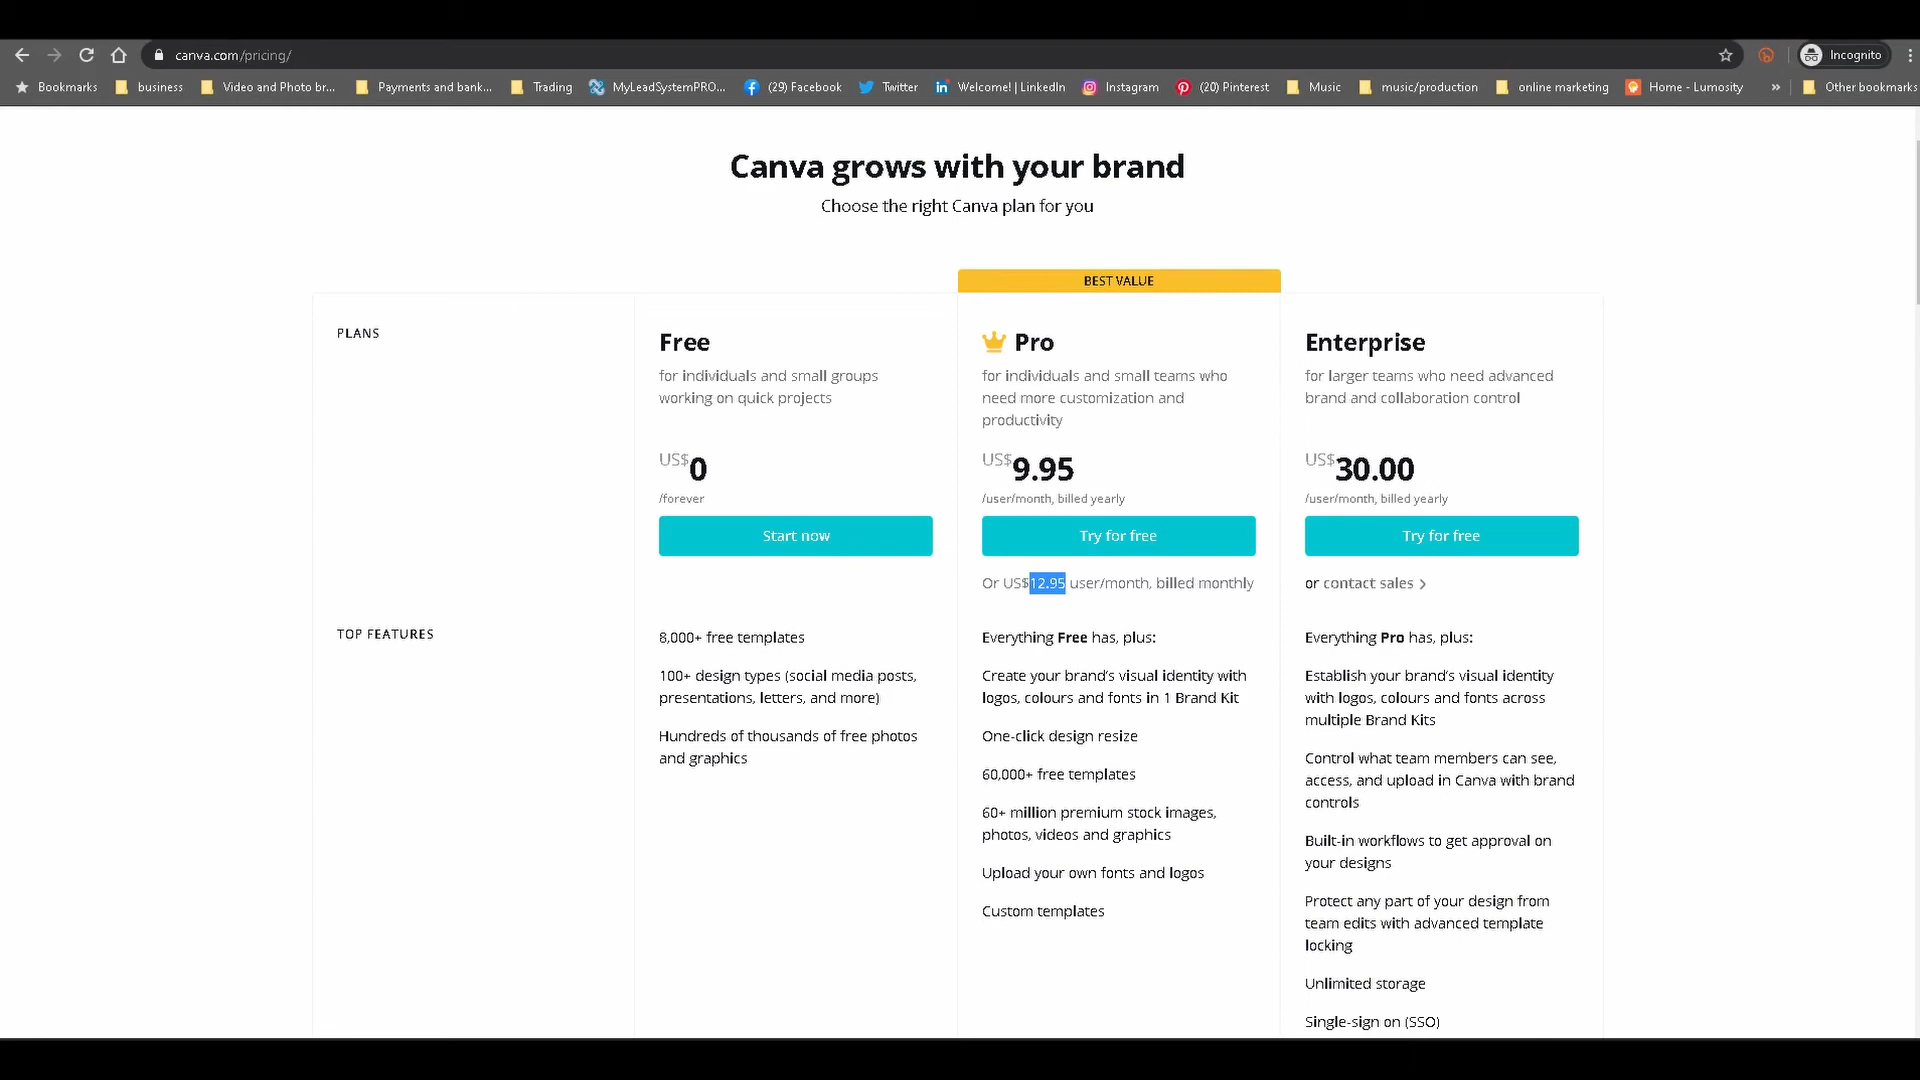 canva.com/pricing/
Incognito
Bookmarks
business
Video and Photo br...
Payments and bank...
Trading
MyLeadSystemPRO...
(29) Facebook
Twitter
Welcome! | LinkedIn
Instagram
(20) Pinterest
Music
music/production
online marketing
Home - Lumosity
»
Other bookmarks
Canva grows with your brand
Choose the right Canva plan for you
BEST VALUE
PLANS
Free
for individuals and small groups
working on quick projects
US$0
/forever
Start now
Pro
for individuals and small teams who
need more customization and
productivity
US$9.95
/user/month, billed yearly
Try for free
Or US$12.95 user/month, billed monthly
Enterprise
for larger teams who need advanced
brand and collaboration control
US$30.00
/user/month, billed yearly
Try for free
or contact sales >
TOP FEATURES
8,000+ free templates
100+ design types (social media posts,
presentations, letters, and more)
Hundreds of thousands of free photos
and graphics
Everything Free has, plus:
Create your brand’s visual identity with
logos, colours and fonts in 1 Brand Kit
One-click design resize
60,000+ free templates
60+ million premium stock images,
photos, videos and graphics
Upload your own fonts and logos
Custom templates
Everything Pro has, plus:
Establish your brand’s visual identity
with logos, colours and fonts across
multiple Brand Kits
Control what team members can see,
access, and upload in Canva with brand
controls
Built-in workflows to get approval on
your designs
Protect any part of your design from
team edits with advanced template
locking
Unlimited storage
Single-sign on (SSO)